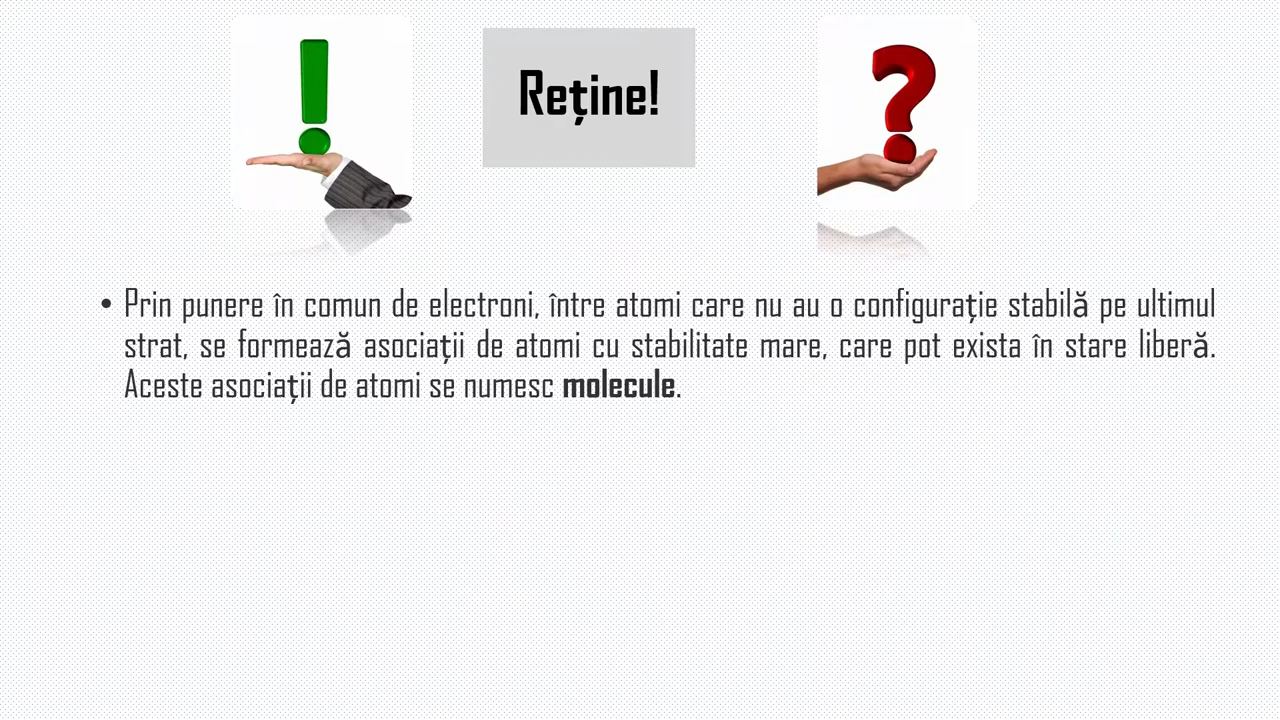 Reține!
• Prin punere în comun de electroni, între atomi care nu au o configurație stabilă pe ultimul
strat, se formează asociații de atomi cu stabilitate mare, care pot exista în stare liberă.
Aceste asociații de atomi se numesc molecule.